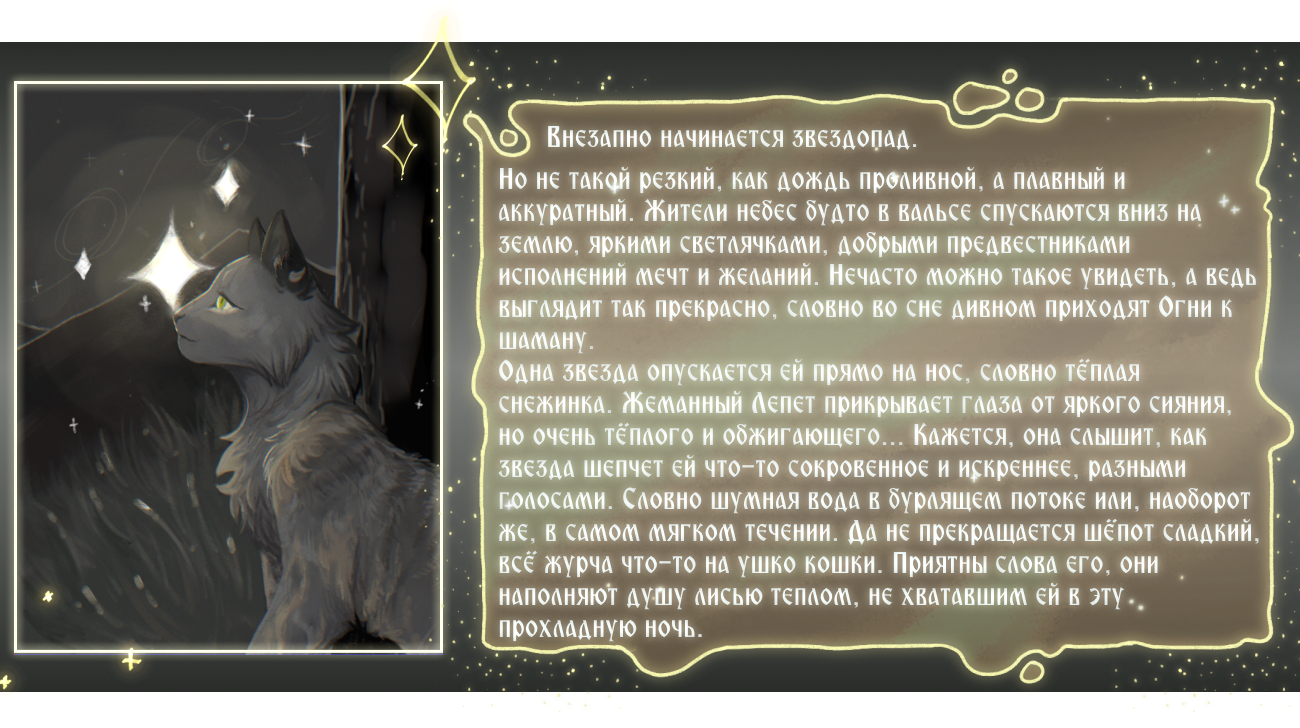 Внезапно начинается звездопад.
Но не такой резкий, как дождь проливной, а плавный и
аккуратный. Жители небес будто в вальсе спускаются вниз на
землю, яркими светлячками, добрыми предвестниками
исполнений мечт и желаний. Нечасто можно такое увидеть, а ведь
выглядит так прекрасно, словно во сне дивном приходят Огни к
шаману.
Одна звезда опускается ей прямо на нос, словно тёплая
снежинка. Жеманный Лепет прикрывает глаза от яркого сияния,
но очень тёплого и обжигающего... Кажется, она слышит, как
звезда шепчет ей что-то сокровенное и искреннее, разными
голосами. Словно шумная вода в бурлящем потоке или, наоборот
же, в самом мягком течении. Да не прекращается шёпот сладкий,
всё журча что-то на ушко кошки. Приятны слова его, они
наполняют душу лисью теплом, не хватавшим ей в эту
прохладную ночь.